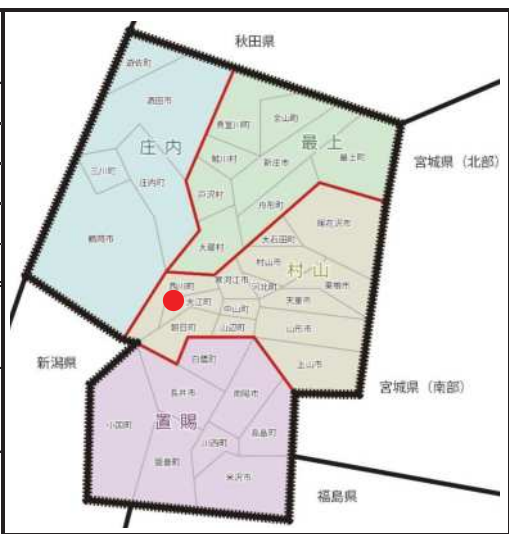 秋田県
遊佐町
酒田市
金山町
真室川町
庄内
最上
鮭川村
新庄市
最上町
宮城県（北部）
三川町
庄内町
戸沢村
舟形町
尾花沢市
鶴岡市
大蔵村
大石田町
村山市
村山
西川町
寒河江市
河北町
東根市
大江町
中山町
天童市
朝日町
山辺町
山形市
新潟県
白鷹町
上山市
宮城県（南部）
長井市
南陽市
小国町
置賜
高畠町
川西町
飯豊町
米沢市
福島県